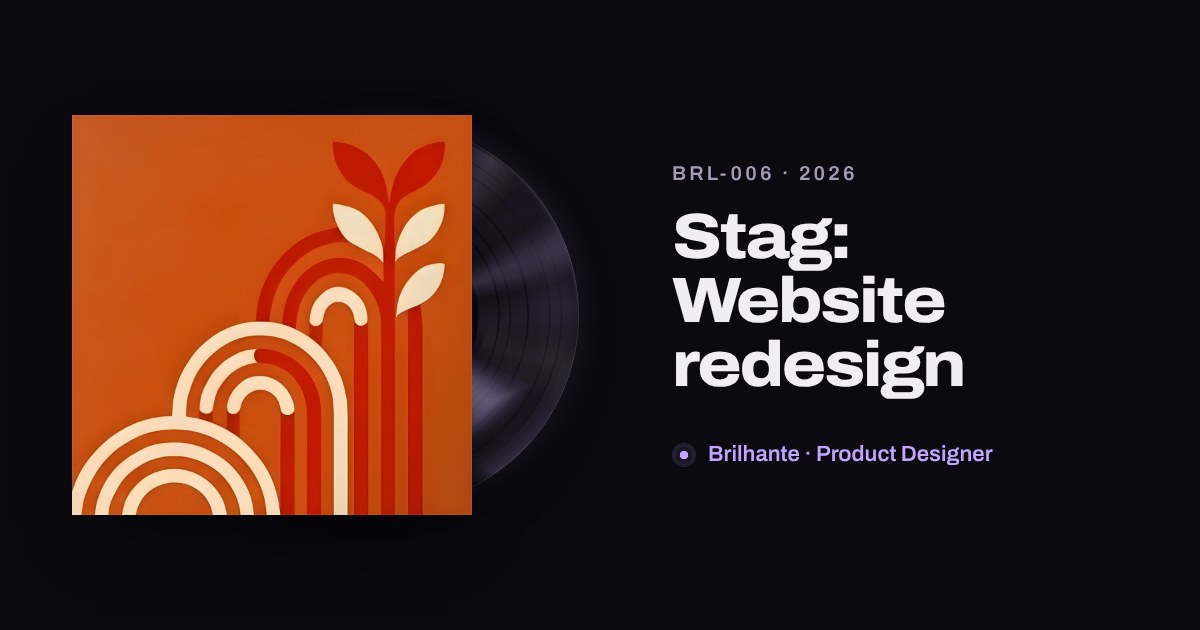 BRL-006 · 2026
Stag:
Website
redesign
Brilhante · Product Designer